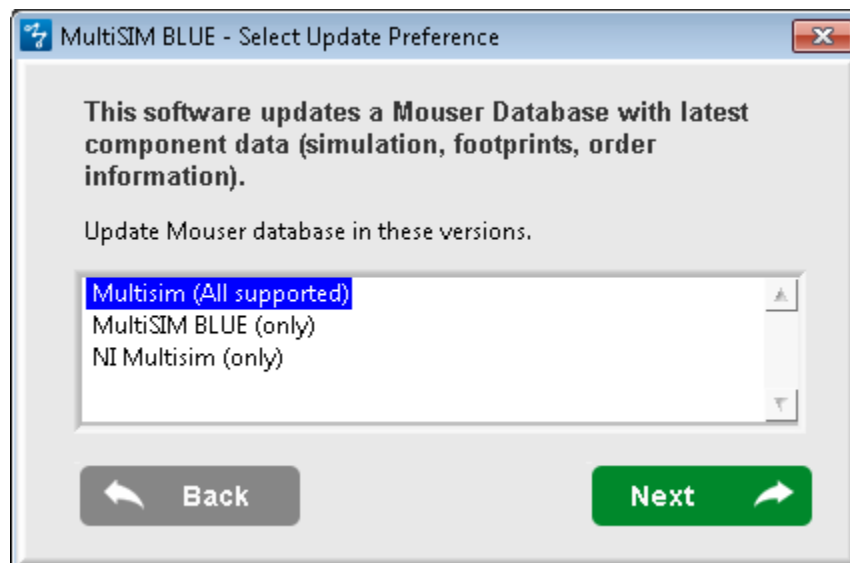 MultiSIM BLUE - Select Update Preference
This software updates a Mouser Database with latest
component data (simulation, footprints, order
information).
Update Mouser database in these versions.
Multisim (All supported)
MultiSIM BLUE (only)
NI Multisim (only)
Back
Next